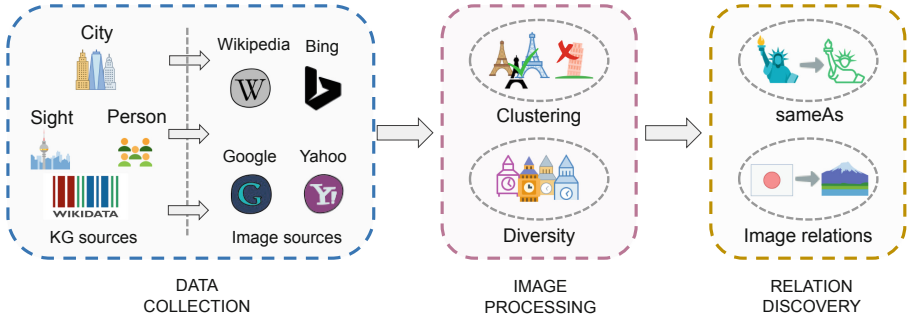 City
Wikipedia
Bing
W
Sight
Person
Google
Yahoo
G
Y!
WIKIDATA
KG sources
Image sources
Clustering
Diversity
sameAs
Image relations
DATA
COLLECTION
IMAGE
PROCESSING
RELATION
DISCOVERY